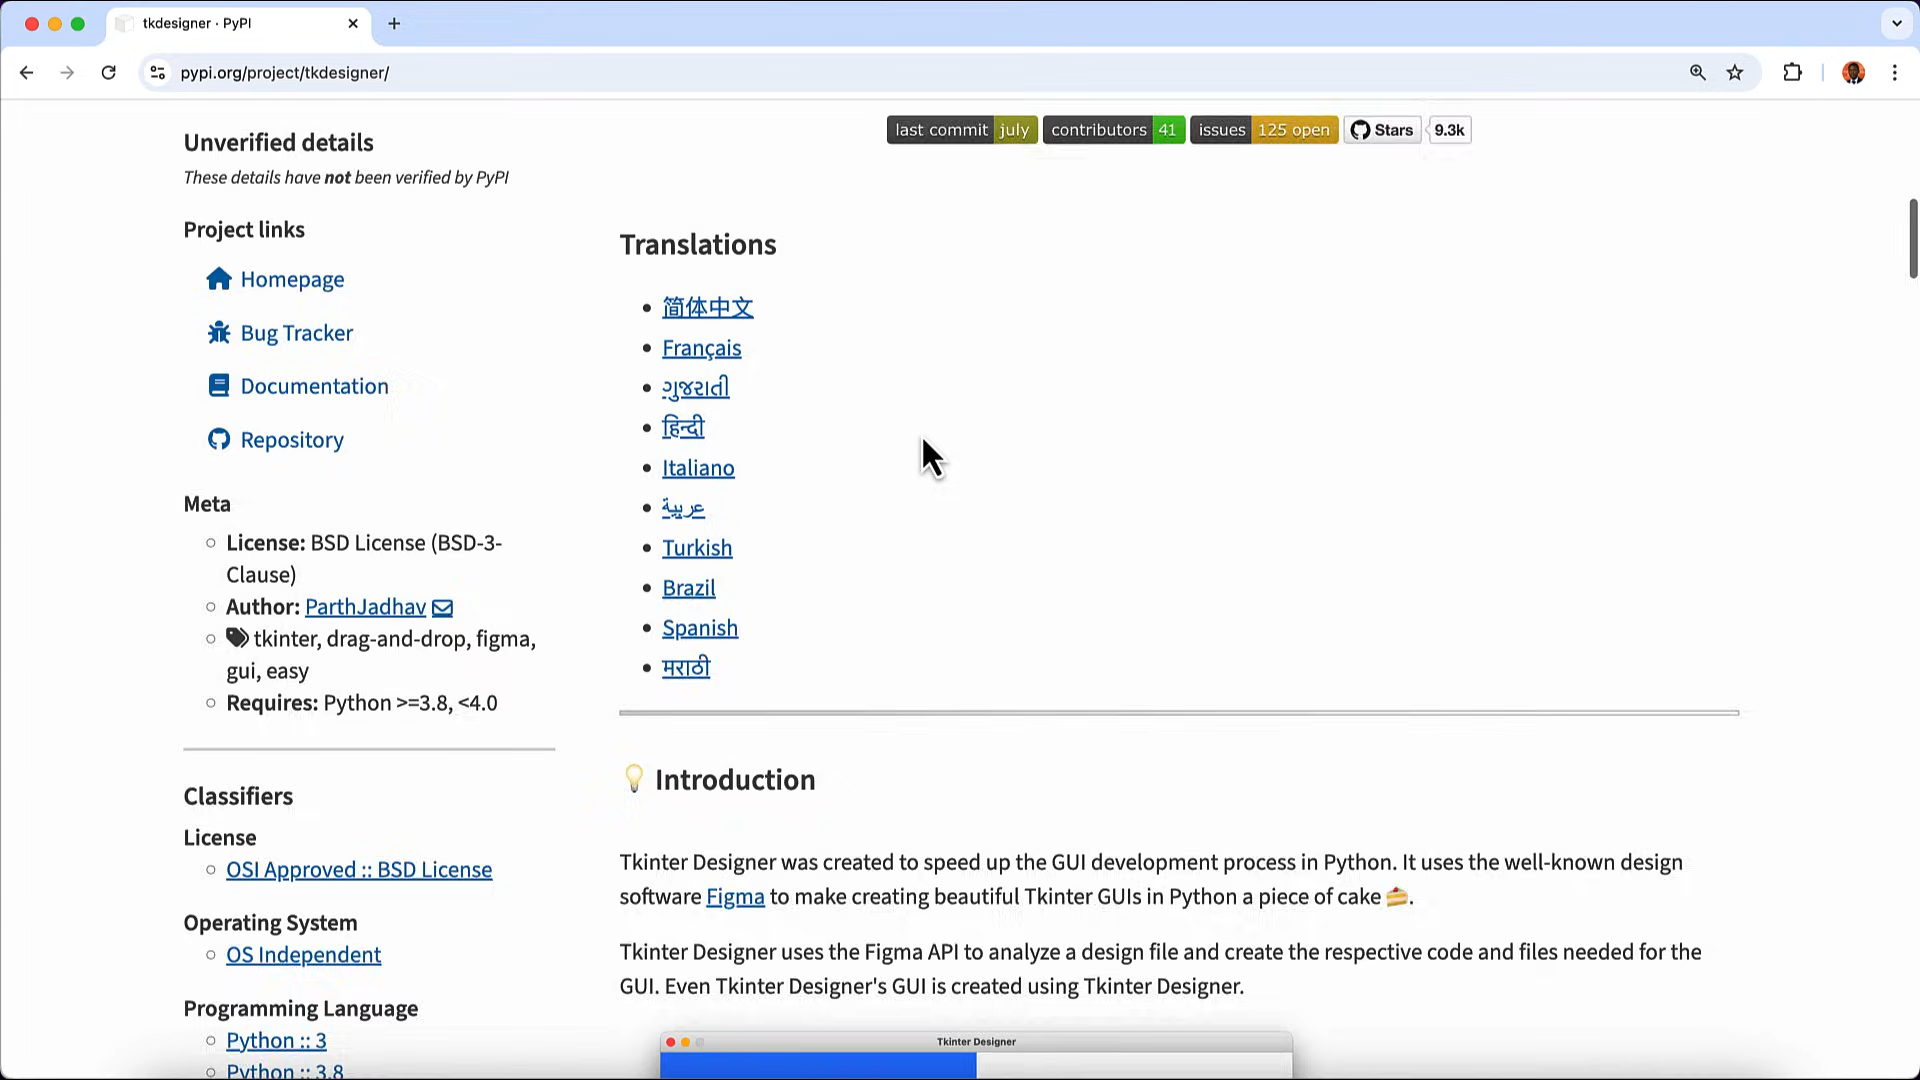 tkdesigner · PyPI
pypi.org/project/tkdesigner/
Unverified details
These details have not been verified by PyPI
Project links
Homepage
Bug Tracker
Documentation
Repository
Meta
License: BSD License (BSD-3-
Clause)
Author: ParthJadhav
tkinter, drag-and-drop, figma,
gui, easy
Requires: Python >=3.8, <4.0
Classifiers
License
OSI Approved :: BSD License
Operating System
OS Independent
Programming Language
Python :: 3
Python :: 3.8
last commit july
contributors 41
issues 125 open
Stars 9.3k
Translations
简体中文
Français
ગુજરાતી
हिन्दी
Italiano
عربية
Turkish
Brazil
Spanish
मराठी
💡 Introduction
Tkinter Designer was created to speed up the GUI development process in Python. It uses the well-known design
software Figma to make creating beautiful Tkinter GUIs in Python a piece of cake 🍰.
Tkinter Designer uses the Figma API to analyze a design file and create the respective code and files needed for the
GUI. Even Tkinter Designer's GUI is created using Tkinter Designer.
Tkinter Designer